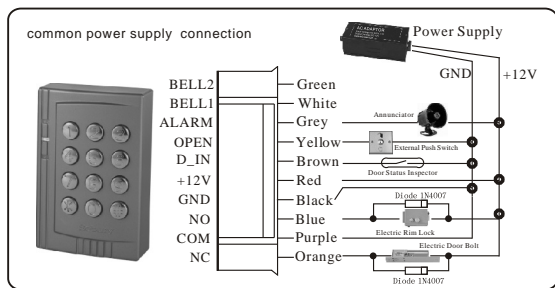 common power supply connection
AC ADAPTOR
Power Supply
GND
+12V
BELL2 Green
BELL1 White
ALARM Grey
Annunciator
OPEN Yellow
External Push Switch
D_IN Brown
Door Status Inspector
+12V Red
GND Black
Diode 1N4007
NO Blue
Electric Rim Lock
COM Purple
Electric Door Bolt
NC Orange
Diode 1N4007